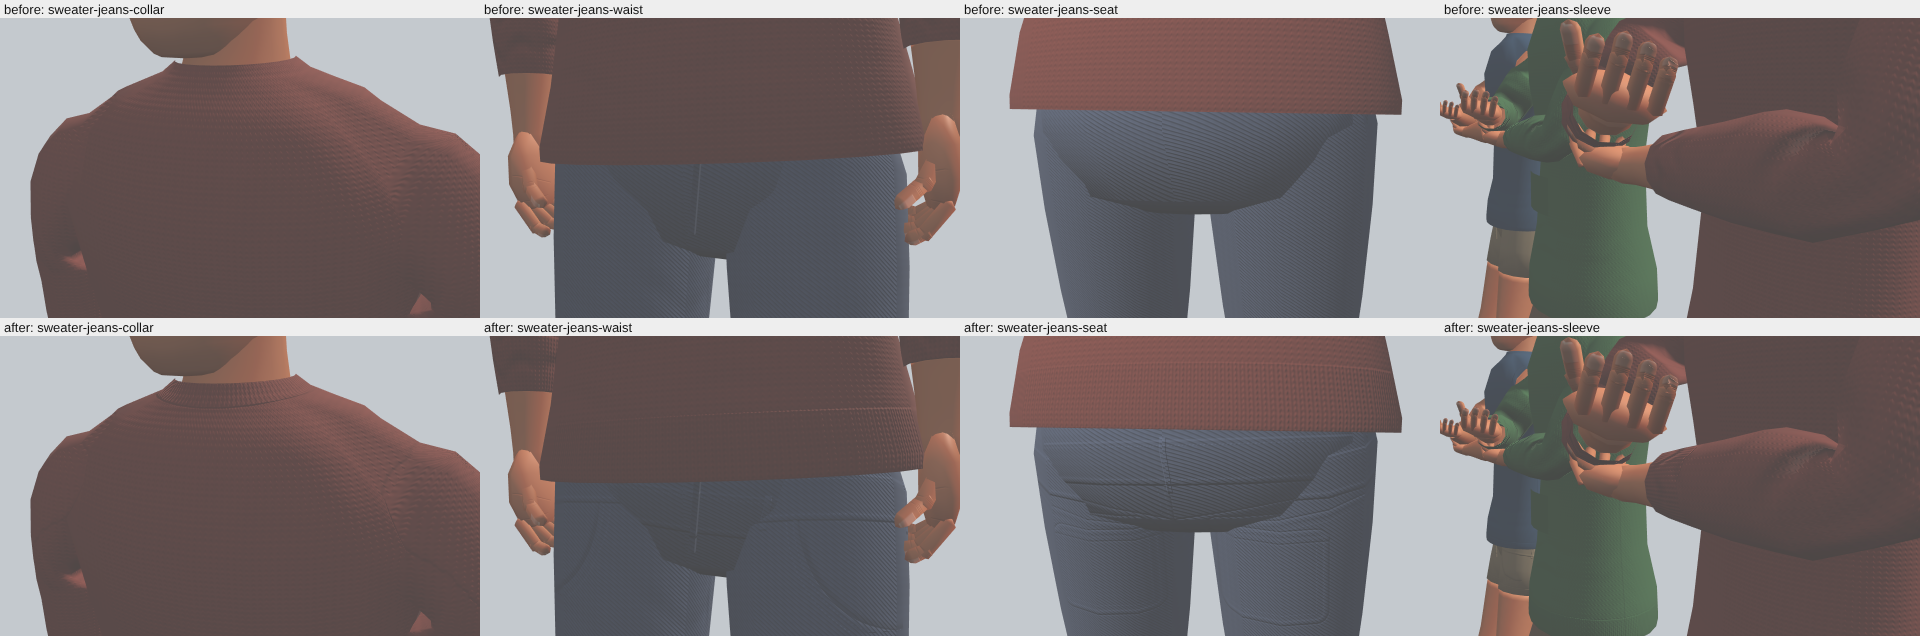 before: sweater-jeans-collar
before: sweater-jeans-waist
before: sweater-jeans-seat
before: sweater-jeans-sleeve
after: sweater-jeans-collar
after: sweater-jeans-waist
after: sweater-jeans-seat
after: sweater-jeans-sleeve